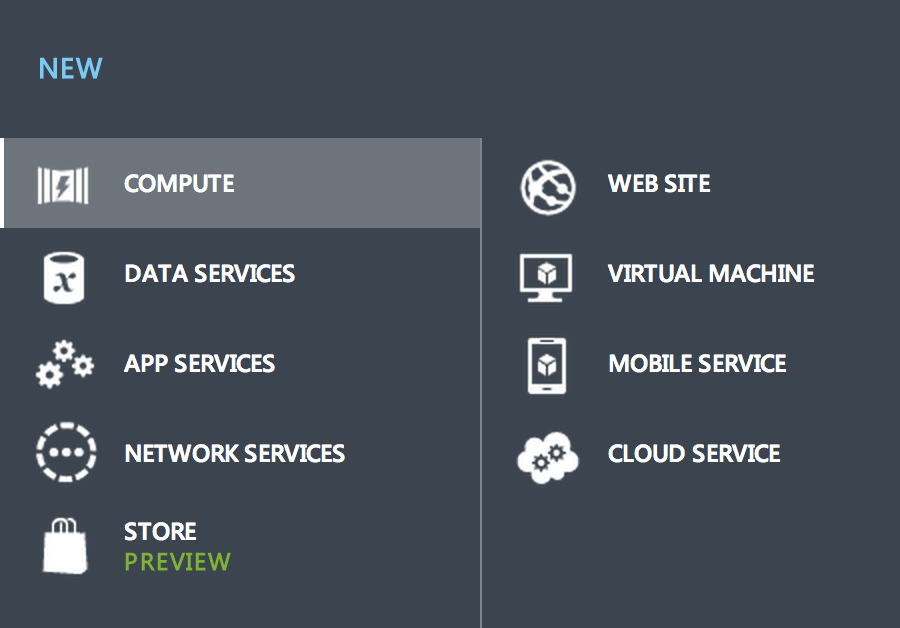 NEW
COMPUTE
DATA SERVICES
APP SERVICES
NETWORK SERVICES
STORE
PREVIEW
WEB SITE
VIRTUAL MACHINE
MOBILE SERVICE
CLOUD SERVICE